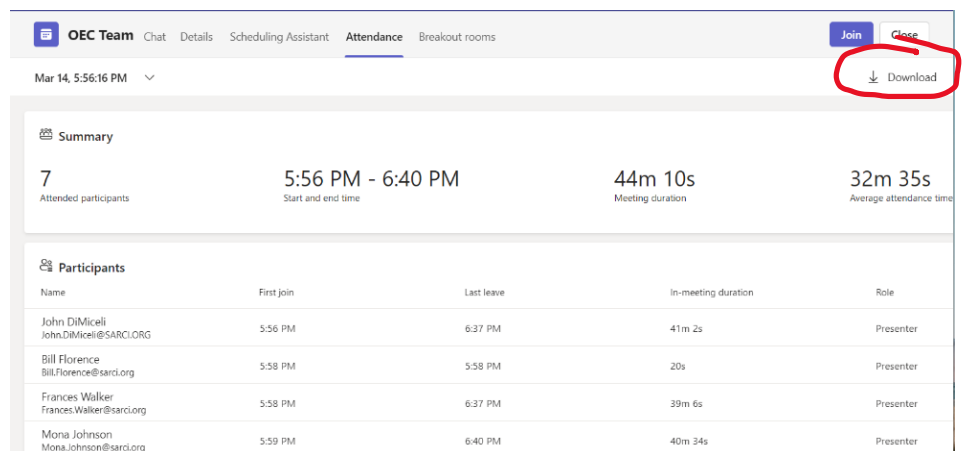 OEC Team Chat Details Scheduling Assistant Attendance Breakout rooms Join Close
Mar 14, 5:56:16 PM Download
Summary
7 5:56 PM - 6:40 PM 44m 10s 32m 35s
Attended participants Start and end time Meeting duration Average attendance time
Participants
Name First join Last leave In-meeting duration Role
John DiMiceli 5:56 PM 6:37 PM 41m 2s Presenter
John.DiMiceli@SARCI.ORG
Bill Florence 5:58 PM 5:58 PM 20s Presenter
Bill.Florence@sarci.org
Frances Walker 5:58 PM 6:37 PM 39m 6s Presenter
Frances.Walker@sarci.org
Mona Johnson 5:59 PM 6:40 PM 40m 34s Presenter
Mona.Johnson@sarci.org